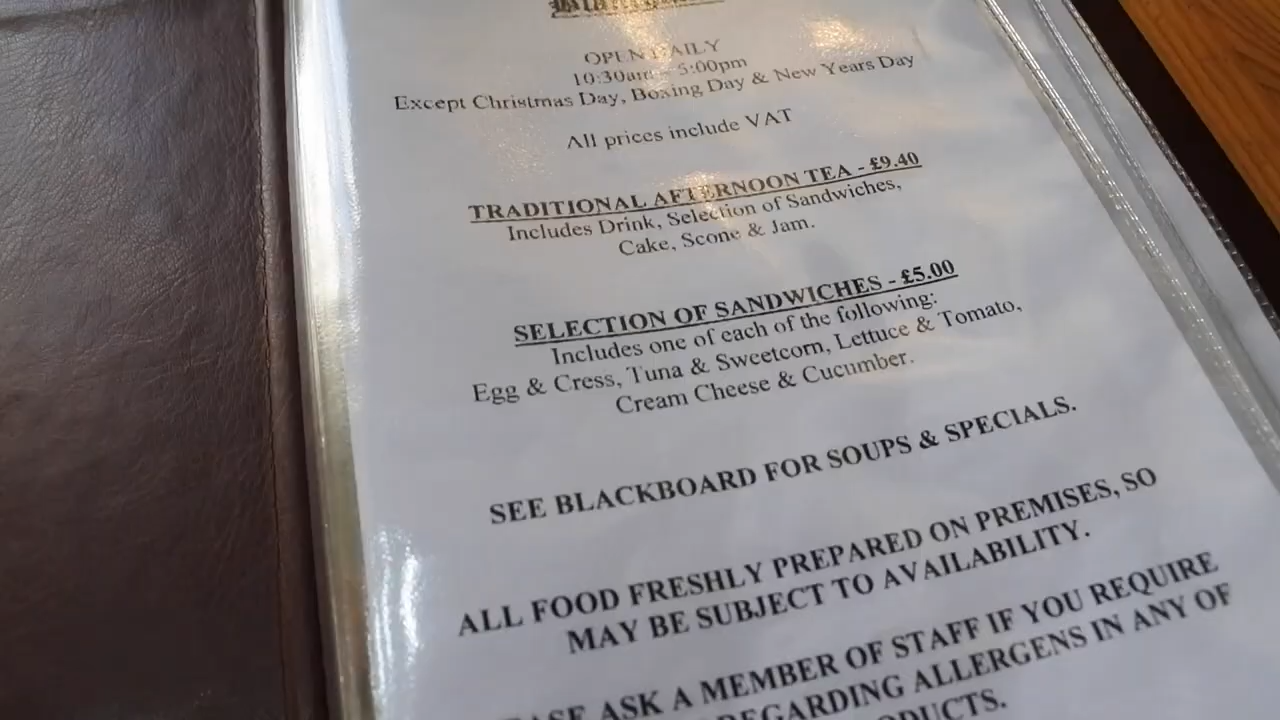 OPEN DAILY
10:30am - 5:00pm
Except Christmas Day, Boxing Day & New Years Day
All prices include VAT
TRADITIONAL AFTERNOON TEA - £9.40
Includes Drink, Selection of Sandwiches,
Cake, Scone & Jam.
SELECTION OF SANDWICHES - £5.00
Includes one of each of the following:
Egg & Cress, Tuna & Sweetcorn, Lettuce & Tomato,
Cream Cheese & Cucumber.
SEE BLACKBOARD FOR SOUPS & SPECIALS.
ALL FOOD FRESHLY PREPARED ON PREMISES, SO
MAY BE SUBJECT TO AVAILABILITY.
ASK A MEMBER OF STAFF IF YOU REQUIRE
REGARDING ALLERGENS IN ANY OF